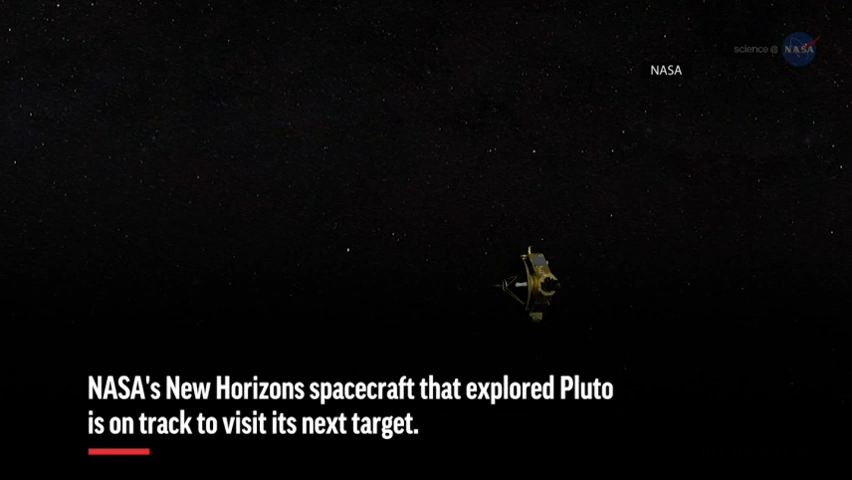 science @ NASA
NASA
NASA's New Horizons spacecraft that explored Pluto
is on track to visit its next target.